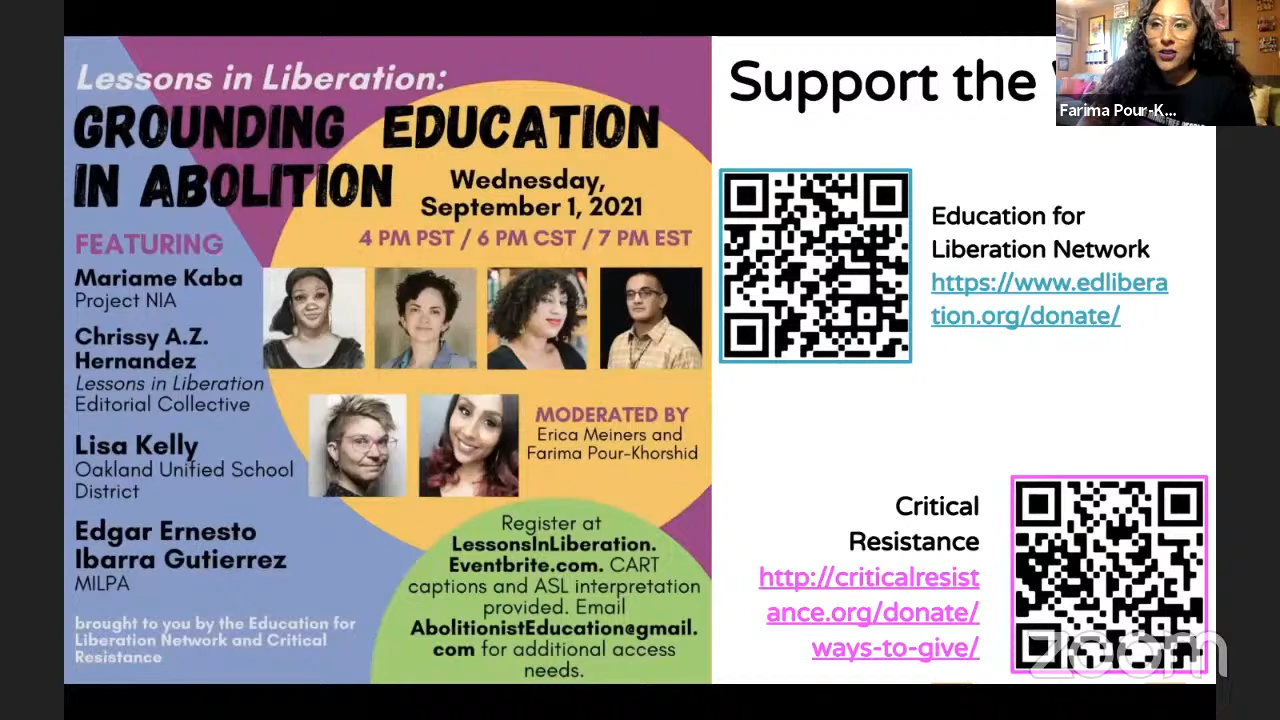 Lessons in Liberation:
GROUNDING EDUCATION
IN ABOLITION
Wednesday,
September 1, 2021
4 PM PST / 6 PM CST / 7 PM EST
FEATURING
Mariame Kaba
Project NIA
Chrissy A.Z.
Hernandez
Lessons in Liberation
Editorial Collective
Lisa Kelly
Oakland Unified School
District
Edgar Ernesto
Ibarra Gutierrez
MILPA
brought to you by the Education for
Liberation Network and Critical
Resistance
MODERATED BY
Erica Meiners and
Farima Pour-Khorshid
Register at
LessonsInLiberation.
Eventbrite.com. CART
captions and ASL interpretation
provided. Email
AbolitionistEducation@gmail.
com for additional access
needs.
Support the
Farima Pour-K...
Education for
Liberation Network
https://www.edlibera
tion.org/donate/
Critical
Resistance
http://criticalresist
ance.org/donate/
ways-to-give/
zoom